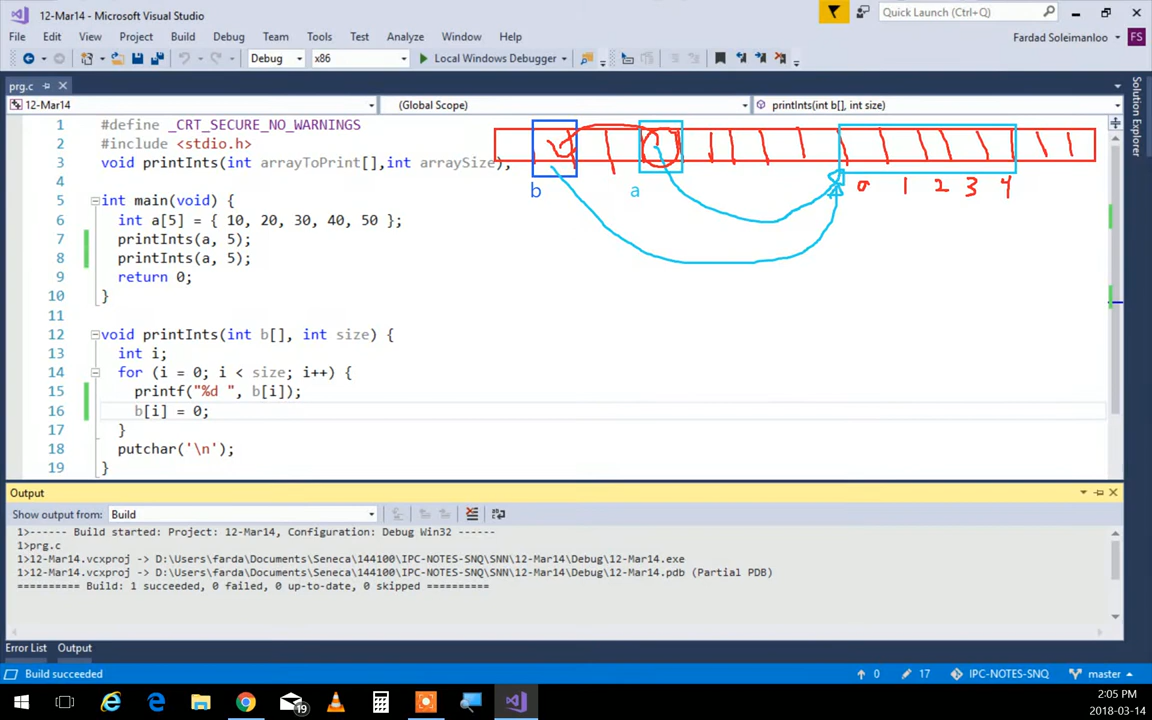 12-Mar14 - Microsoft Visual Studio
Quick Launch (Ctrl+Q)
File Edit View Project Build Debug Team Tools Test Analyze Window Help
Fardad Soleimanloo FS
Debug x86 Local Windows Debugger
prg.c
12-Mar14 (Global Scope) printInts(int b[], int size)
Solution Explorer
1 #define _CRT_SECURE_NO_WARNINGS
2 #include <stdio.h>
3 void printInts(int arrayToPrint[],int arraySize),
4
5 int main(void) {
6 int a[5] = { 10, 20, 30, 40, 50 };
7 printInts(a, 5);
8 printInts(a, 5);
9 return 0;
10 }
11
12 void printInts(int b[], int size) {
13 int i;
14 for (i = 0; i < size; i++) {
15 printf("%d ", b[i]);
16 b[i] = 0;
17 }
18 putchar('\n');
19 }
b a 0 1 2 3 4
Output
Show output from: Build
1>------ Build started: Project: 12-Mar14, Configuration: Debug Win32 ------
1>prg.c
1>12-Mar14.vcxproj -> D:\Users\farda\Documents\Seneca\144100\IPC-NOTES-SNQ\SNN\12-Mar14\Debug\12-Mar14.exe
1>12-Mar14.vcxproj -> D:\Users\farda\Documents\Seneca\144100\IPC-NOTES-SNQ\SNN\12-Mar14\Debug\12-Mar14.pdb (Partial PDB)
========== Build: 1 succeeded, 0 failed, 0 up-to-date, 0 skipped ==========
Error List Output
Build succeeded 0 17 IPC-NOTES-SNQ master
19
2:05 PM
2018-03-14